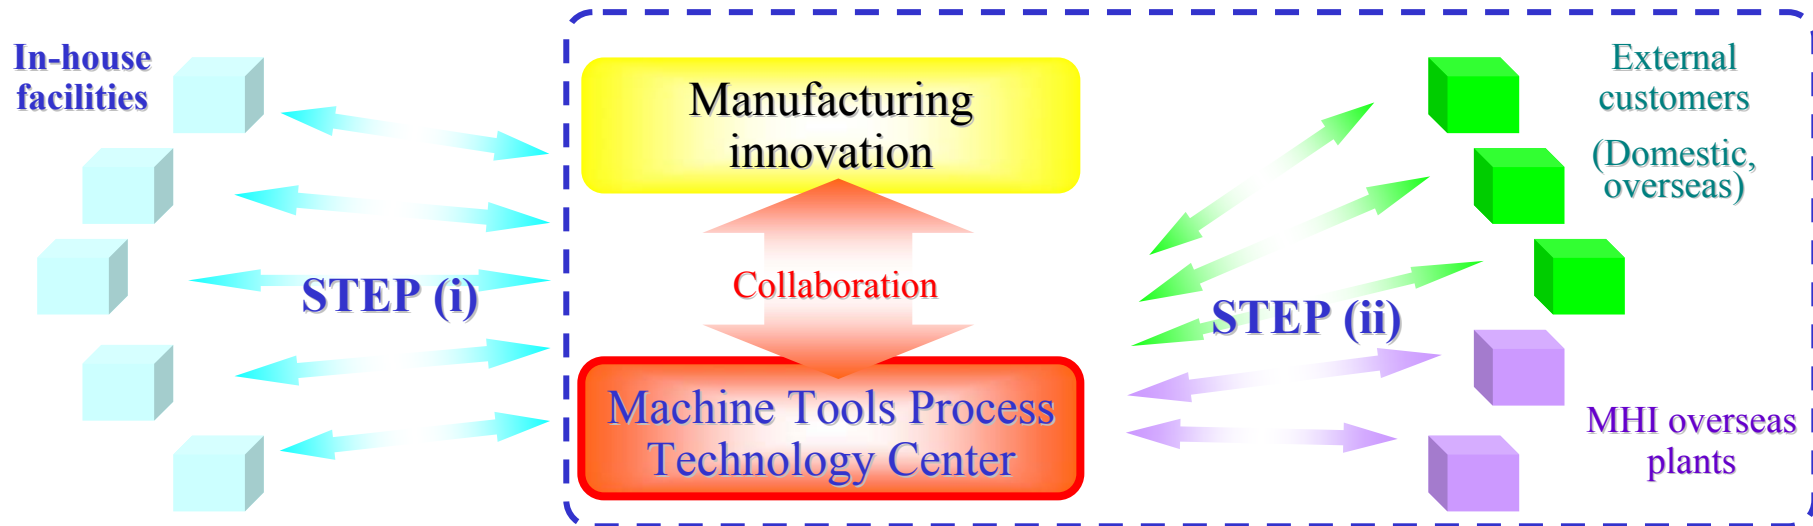 In-house
facilities
STEP (i)
Manufacturing
innovation
Collaboration
Machine Tools Process
Technology Center
STEP (ii)
External
customers
(Domestic,
overseas)
MHI overseas
plants